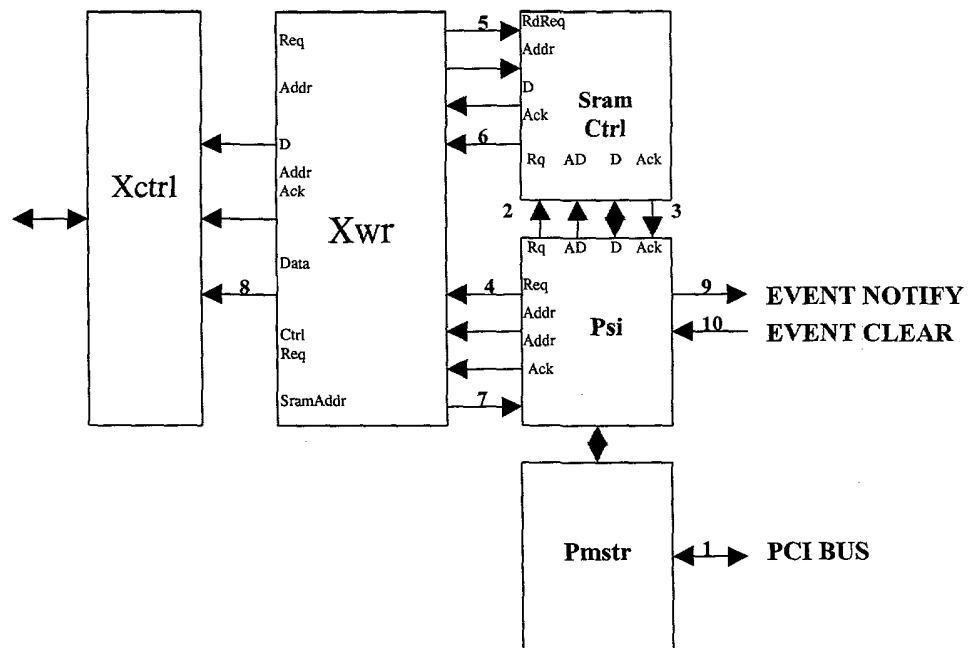 Xctrl
Req
Addr
D
Addr
Ack
Data
Ctrl
Req
SramAddr
Xwr
8
5
6
4
7
RdReq
Addr
D
Ack
Sram
Ctrl
Rq AD D Ack
2 3
Rq AD D Ack
Req
Addr
Addr
Ack
Psi
9 EVENT NOTIFY
10 EVENT CLEAR
Pmstr
1 PCI BUS